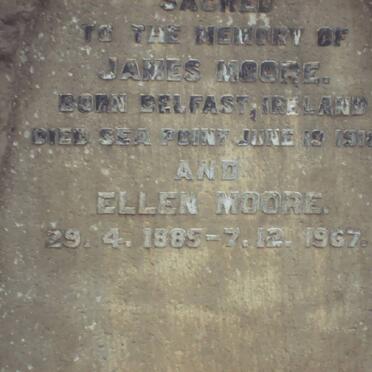 SACRED
TO THE MEMORY OF
JAMES MOORE.
BORN BELFAST, IRELAND
DIED SEA POINT JUNE 19
AND
ELLEN MOORE.
29. 4. 1885-7. 12. 1967.